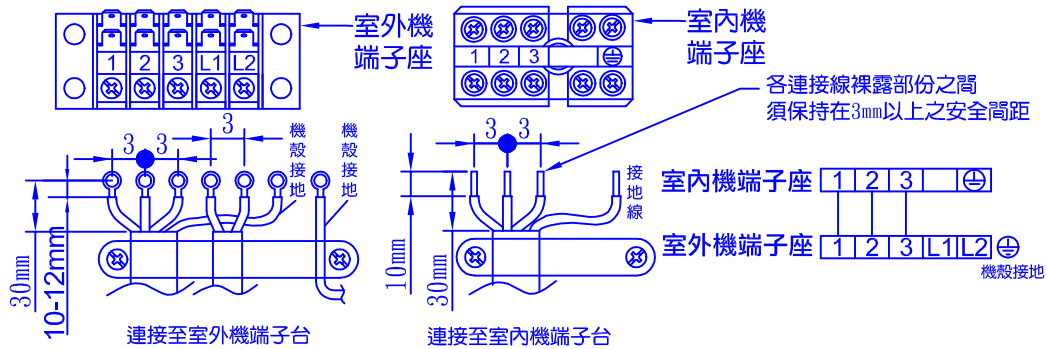 室外機
端子座
1 2 3 L1 L2
室內機
端子座
1 2 3
各連接線裸露部份之間
須保持在3mm以上之安全間距
3
3 3
機殼接地
機殼接地
30mm
10-12mm
連接至室外機端子台
3 3
接地線
10mm
30mm
連接至室內機端子台
室內機端子座 1 2 3
室外機端子座 1 2 3 L1 L2
機殼接地